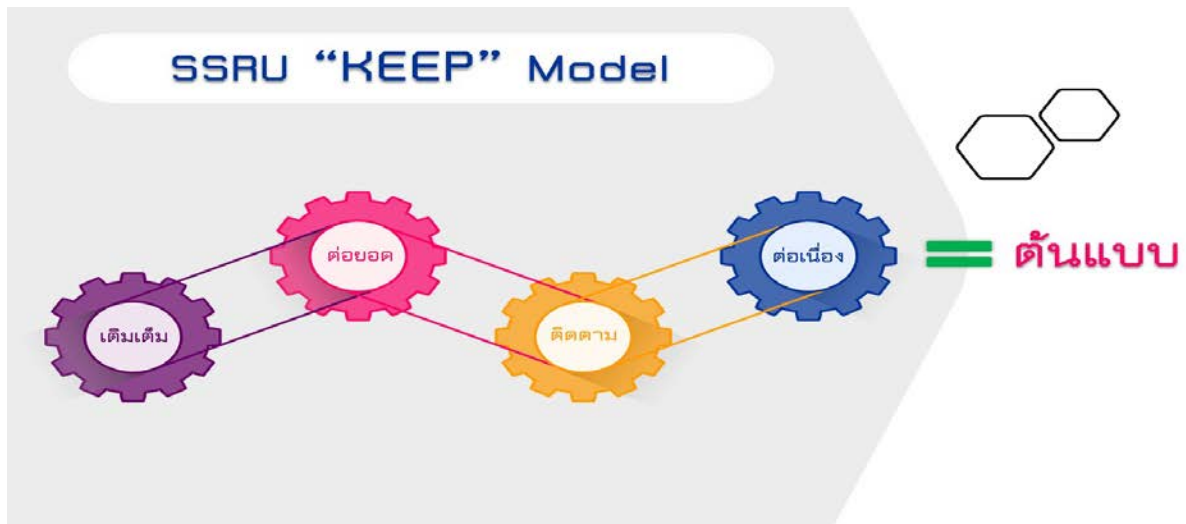 SSRU “KEEP” Model
เติมเต็ม
ต่อยอด
ติดตาม
ต่อเนื่อง
= ต้นแบบ